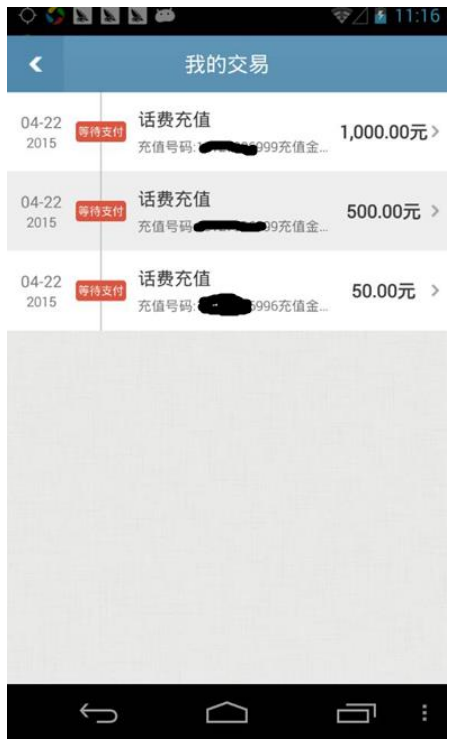 11:16
我的交易
04-22
2015
等待支付
话费充值
充值号码:999充值金...
1,000.00元
04-22
2015
等待支付
话费充值
充值号码9充值金...
500.00元
04-22
2015
等待支付
话费充值
充值号码:6996充值金...
50.00元